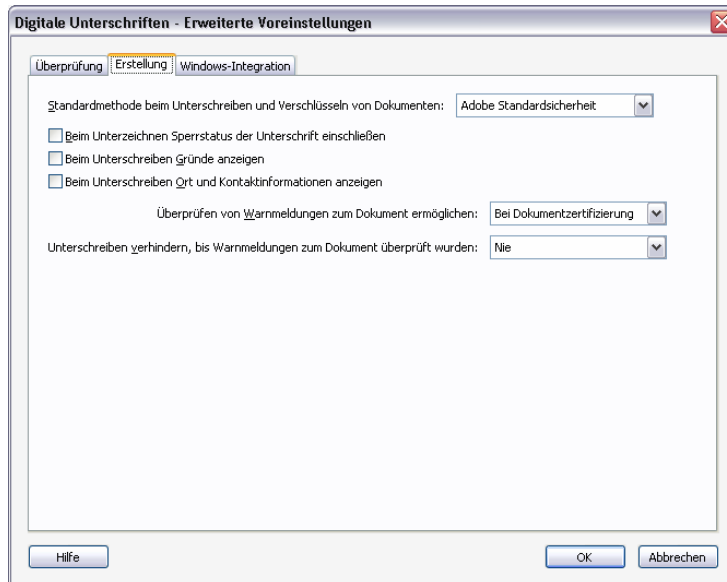 Digitale Unterschriften - Erweiterte Voreinstellungen
Überprüfung Erstellung Windows-Integration
Standardmethode beim Unterschreiben und Verschlüsseln von Dokumenten: Adobe Standardsicherheit
Beim Unterzeichnen Sperrstatus der Unterschrift einschließen
Beim Unterschreiben Gründe anzeigen
Beim Unterschreiben Ort und Kontaktinformationen anzeigen
Überprüfen von Warnmeldungen zum Dokument ermöglichen: Bei Dokumentzertifizierung
Unterschreiben verhindern, bis Warnmeldungen zum Dokument überprüft wurden: Nie
Hilfe OK Abbrechen